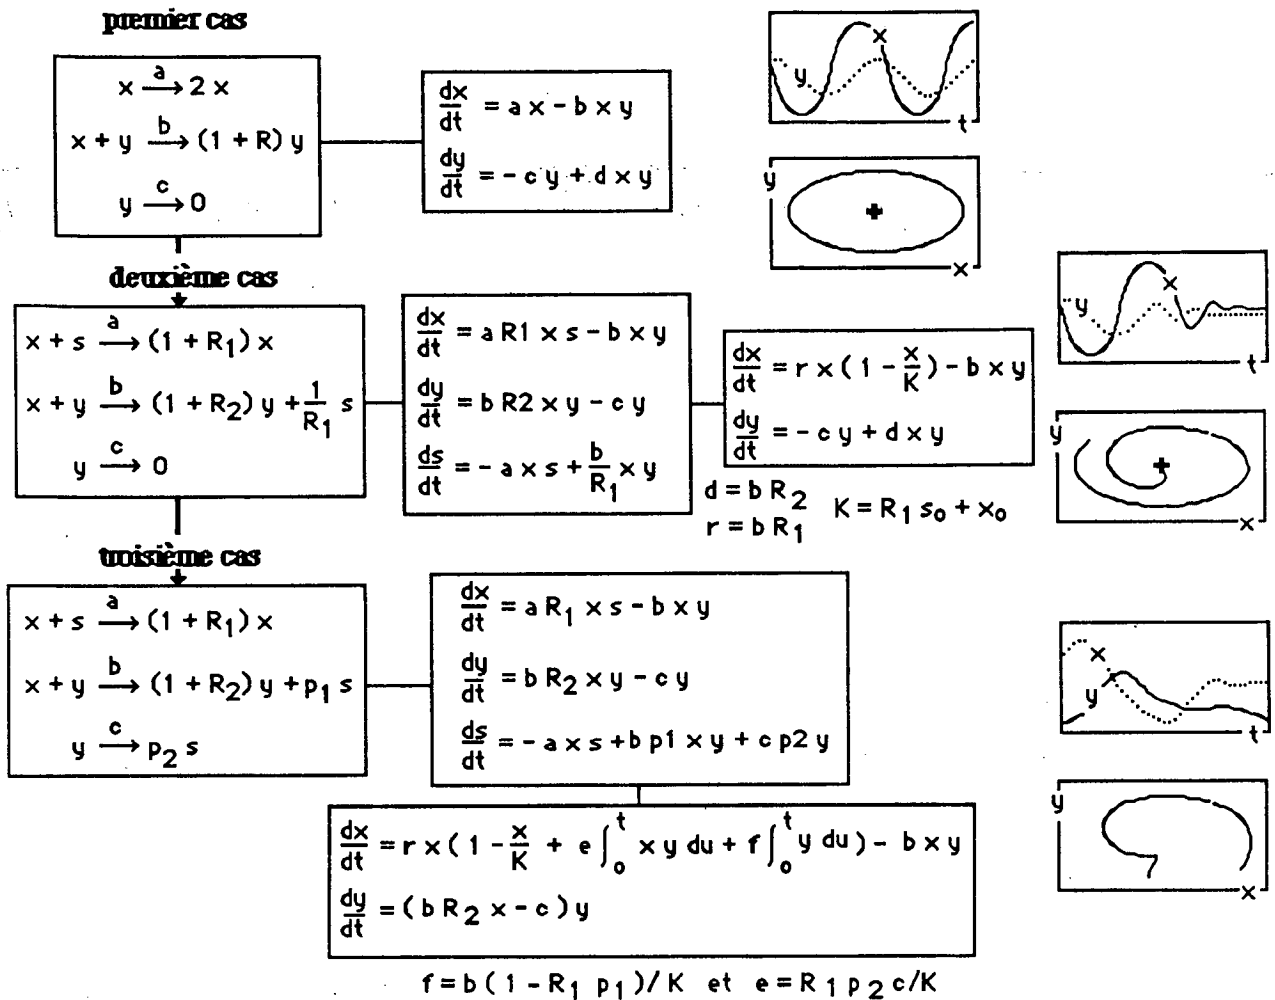 premier cas
x a→ 2 x
x + y b→ (1 + R) y
y c→ 0
dx/dt = a x - b x y
dy/dt = - c y + d x y
y x t
y x
deuxième cas
x + s a→ (1 + R₁) x
x + y b→ (1 + R₂) y + 1/R₁ s
y c→ 0
dx/dt = a R1 x s - b x y
dy/dt = b R2 x y - c y
ds/dt = - a x s + b/R₁ x y
dx/dt = r x ( 1 - x/K ) - b x y
dy/dt = - c y + d x y
d = b R₂
r = b R₁
K = R₁ s₀ + x₀
y x t
y x
troisième cas
x + s a→ (1 + R₁) x
x + y b→ (1 + R₂) y + p₁ s
y c→ p₂ s
dx/dt = a R₁ x s - b x y
dy/dt = b R₂ x y - c y
ds/dt = - a x s + b p1 x y + c p2 y
dx/dt = r x ( 1 - x/K + e ∫₀ᵗ x y du + f ∫₀ᵗ y du ) - b x y
dy/dt = ( b R₂ x - c ) y
f = b ( 1 - R₁ p₁ ) / K et e = R₁ p₂ c/K
x y t
y x